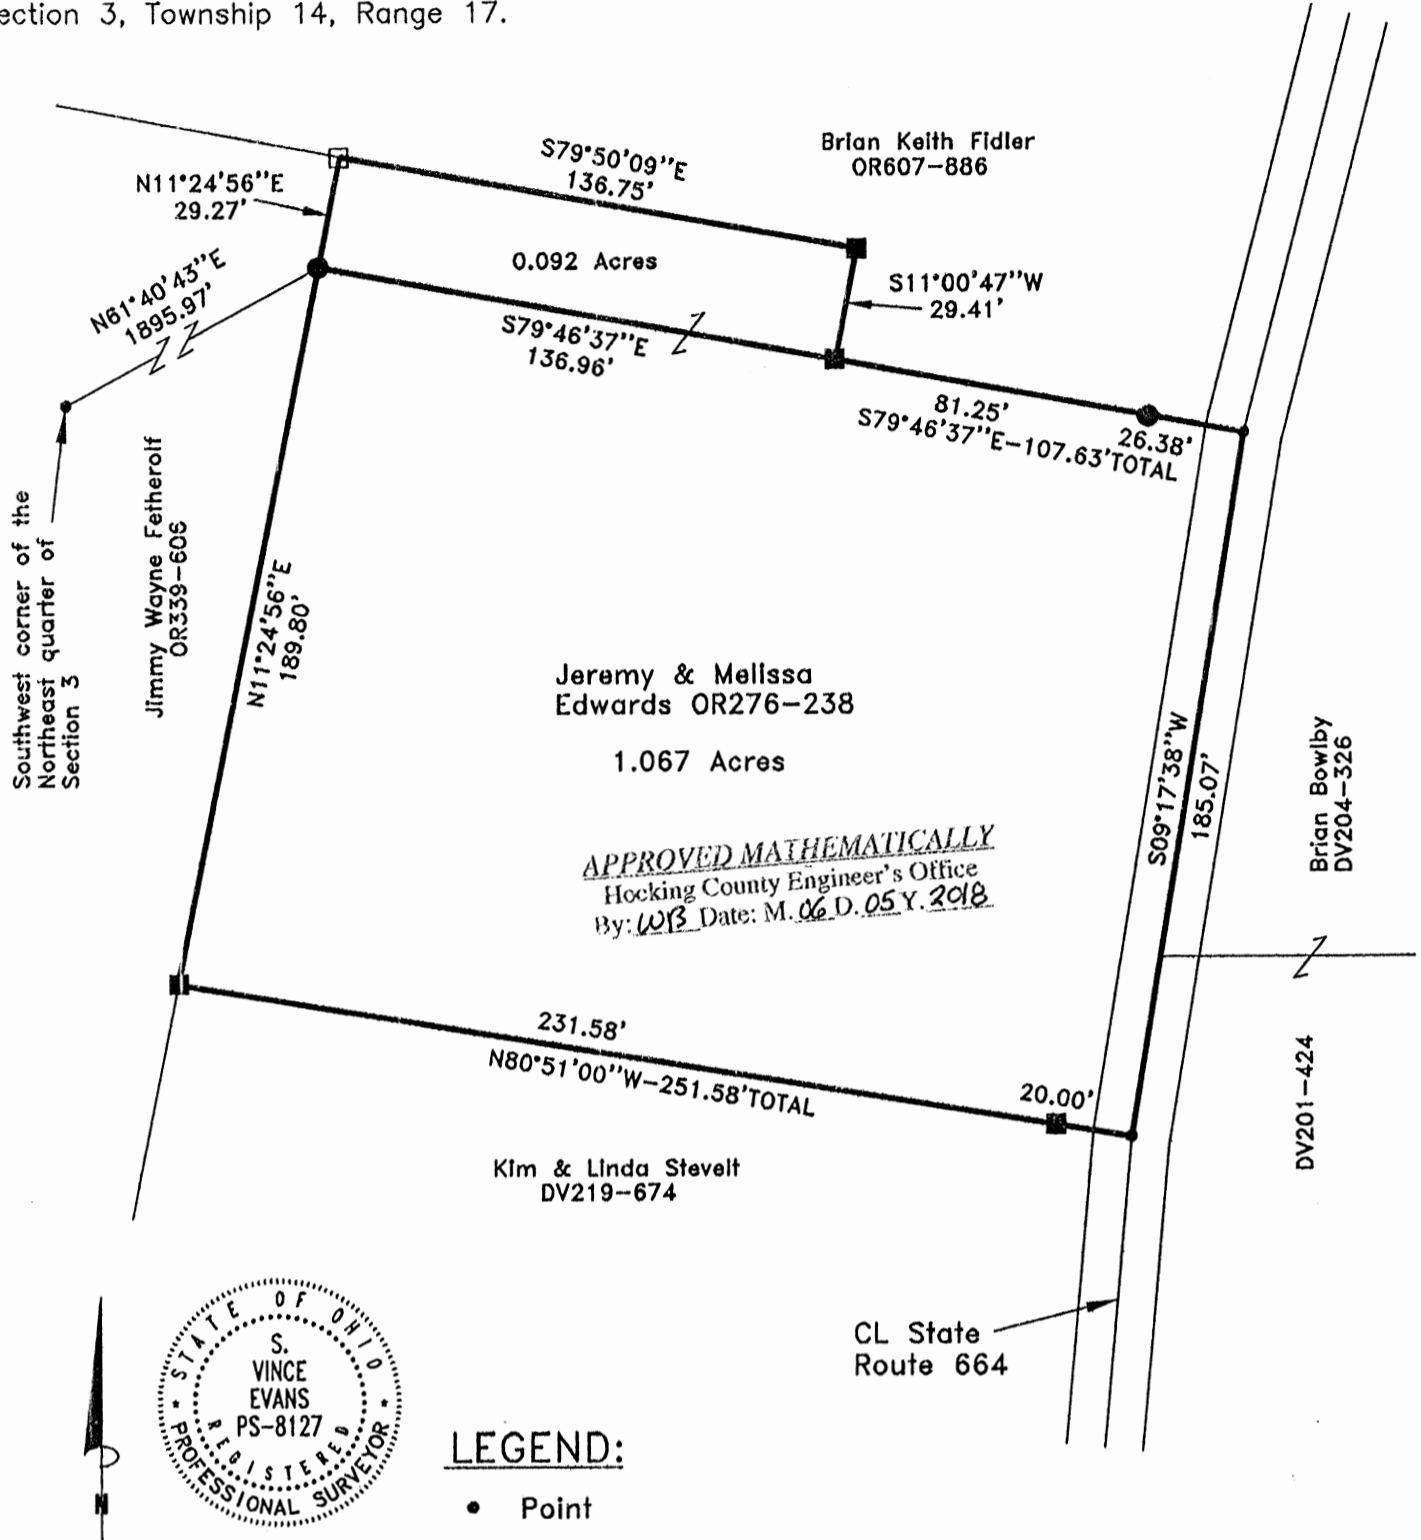 ection 3, Township 14, Range 17.
Brian Keith Fidler
OR607-886
S79°50'09"E
136.75'
N11°24'56"E
29.27'
0.092 Acres
S11°00'47"W
29.41'
N61°40'43"E
1895.97'
S79°46'37"E
136.96'
81.25'
26.38'
S79°46'37"E-107.63'TOTAL
Southwest corner of the
Northeast quarter of
Section 3
Jimmy Wayne Fetherolf
OR339-606
N11°24'56"E
189.80'
Jeremy & Melissa
Edwards OR276-238
1.067 Acres
S09°17'38"W
185.07'
Brian Bowlby
DV204-326
APPROVED MATHEMATICALLY
Hocking County Engineer's Office
By: WB Date: M. 06 D. 05 Y. 2018
231.58'
N80°51'00"W-251.58'TOTAL
20.00'
DV201-424
Kim & Linda Stevelt
DV219-674
CL State
Route 664
STATE OF OHIO
S.
VINCE
EVANS
PS-8127
REGISTERED
PROFESSIONAL SURVEYOR
N
LEGEND:
Point